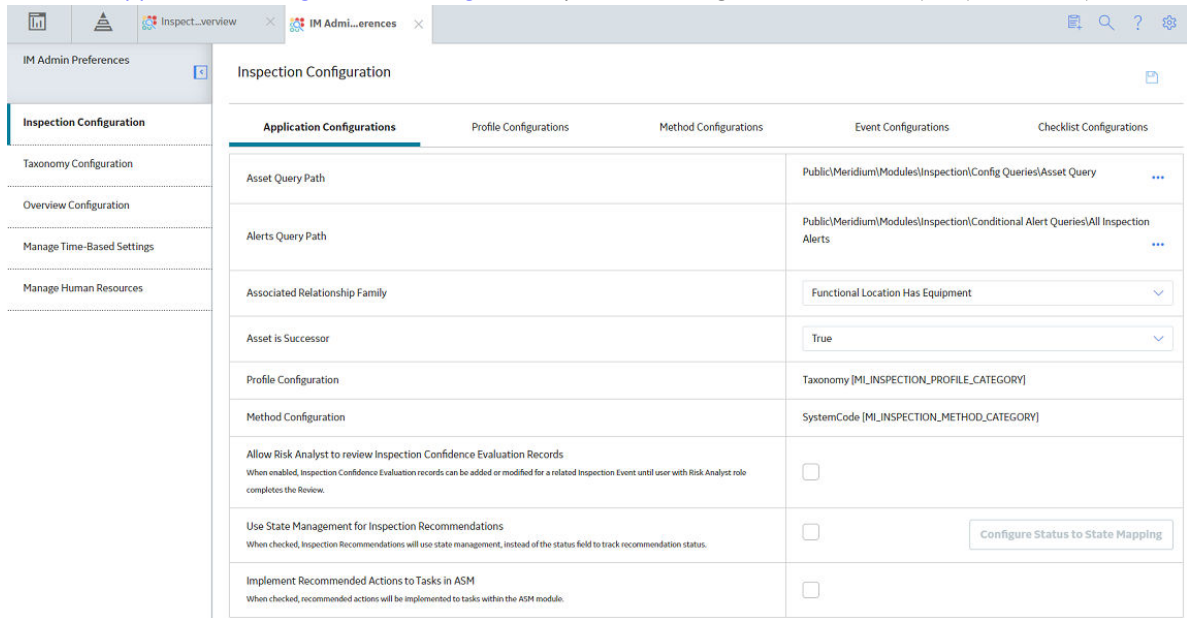 Inspect...verview
IM Admi...erences
IM Admin Preferences
Inspection Configuration
Taxonomy Configuration
Overview Configuration
Manage Time-Based Settings
Manage Human Resources
Inspection Configuration
Application Configurations
Profile Configurations
Method Configurations
Event Configurations
Checklist Configurations
Asset Query Path
Public\Meridium\Modules\Inspection\Config Queries\Asset Query
Alerts Query Path
Public\Meridium\Modules\Inspection\Conditional Alert Queries\All Inspection
Alerts
Associated Relationship Family
Functional Location Has Equipment
Asset is Successor
True
Profile Configuration
Taxonomy [MI_INSPECTION_PROFILE_CATEGORY]
Method Configuration
SystemCode [MI_INSPECTION_METHOD_CATEGORY]
Allow Risk Analyst to review Inspection Confidence Evaluation Records
When enabled, Inspection Confidence Evaluation records can be added or modified for a related Inspection Event until user with Risk Analyst role
completes the Review.
Use State Management for Inspection Recommendations
When checked, Inspection Recommendations will use state management, instead of the status field to track recommendation status.
Configure Status to State Mapping
Implement Recommended Actions to Tasks in ASM
When checked, recommended actions will be implemented to tasks within the ASM module.